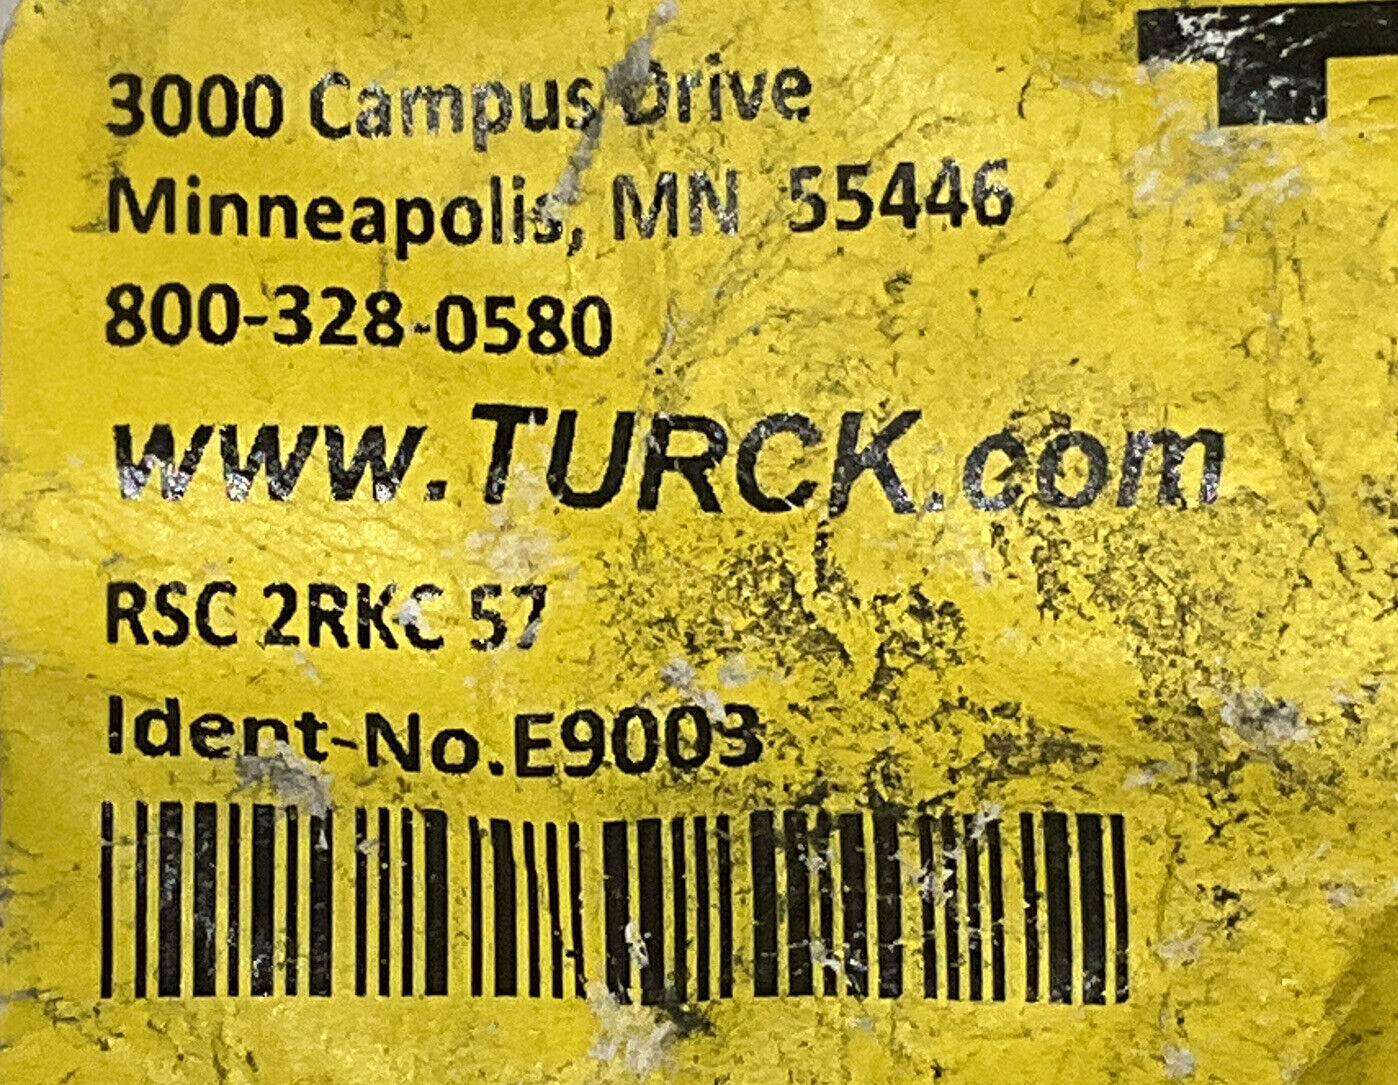 3000 Campus Drive
Minneapolis, MN 55446
800-328-0580
www.TURCK.com
RSC 2RKC 57
Ident-No.E9003